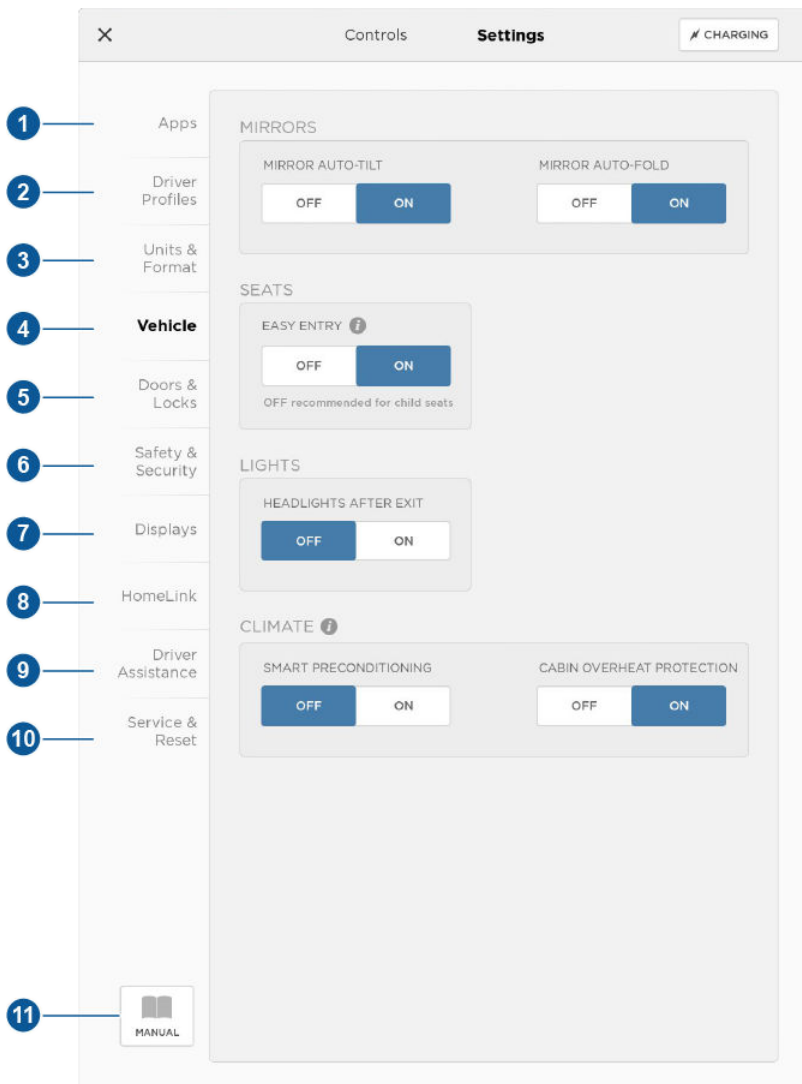 Controls
Settings
CHARGING
1
Apps
2
Driver
Profiles
3
Units &
Format
4
Vehicle
5
Doors &
Locks
6
Safety &
Security
7
Displays
8
HomeLink
9
Driver
Assistance
10
Service &
Reset
11
MANUAL
MIRRORS
MIRROR AUTO-TILT
OFF ON
MIRROR AUTO-FOLD
OFF ON
SEATS
EASY ENTRY i
OFF ON
OFF recommended for child seats
LIGHTS
HEADLIGHTS AFTER EXIT
OFF ON
CLIMATE i
SMART PRECONDITIONING
OFF ON
CABIN OVERHEAT PROTECTION
OFF ON